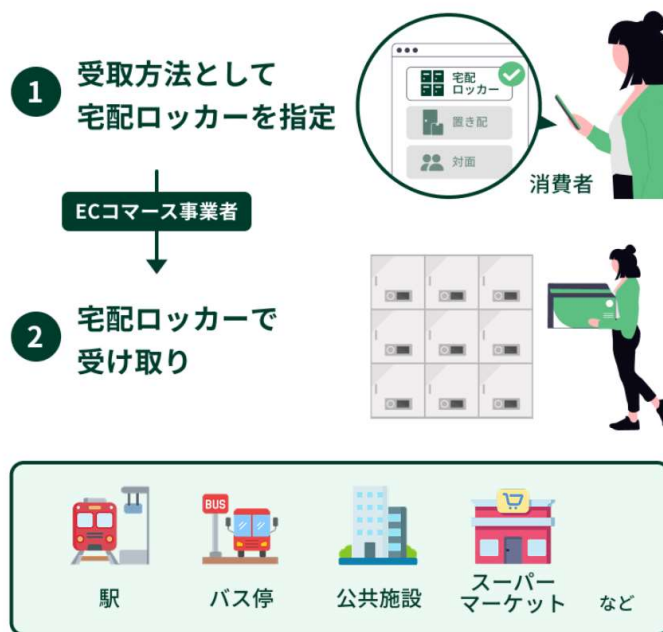 1
受取方法として
宅配ロッカーを指定
宅配
ロッカー
置き配
対面
消費者
ECコマース事業者
2
宅配ロッカーで
受け取り
駅
BUS
バス停
公共施設
スーパー
マーケット
など